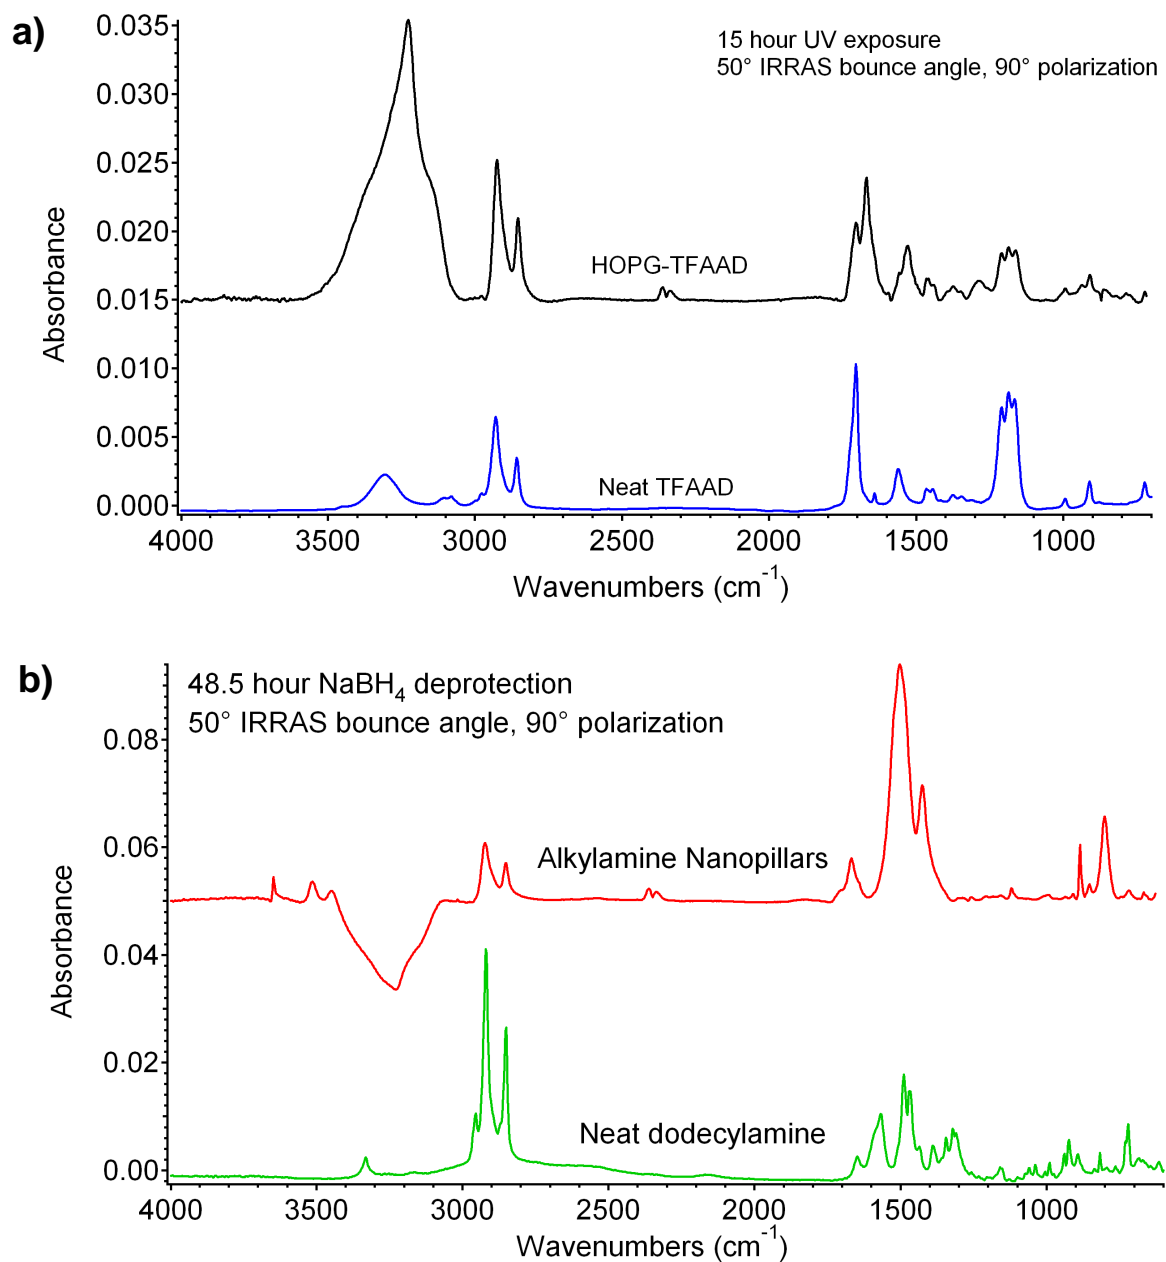 a)
15 hour UV exposure
50° IRRAS bounce angle, 90° polarization
0.035
0.030
0.025
0.020
0.015
0.010
0.005
0.000
Absorbance
HOPG-TFAAD
Neat TFAAD
4000 3500 3000 2500 2000 1500 1000
Wavenumbers (cm⁻¹)
b)
48.5 hour NaBH₄ deprotection
50° IRRAS bounce angle, 90° polarization
0.08
0.06
0.04
0.02
0.00
Absorbance
Alkylamine Nanopillars
Neat dodecylamine
4000 3500 3000 2500 2000 1500 1000
Wavenumbers (cm⁻¹)